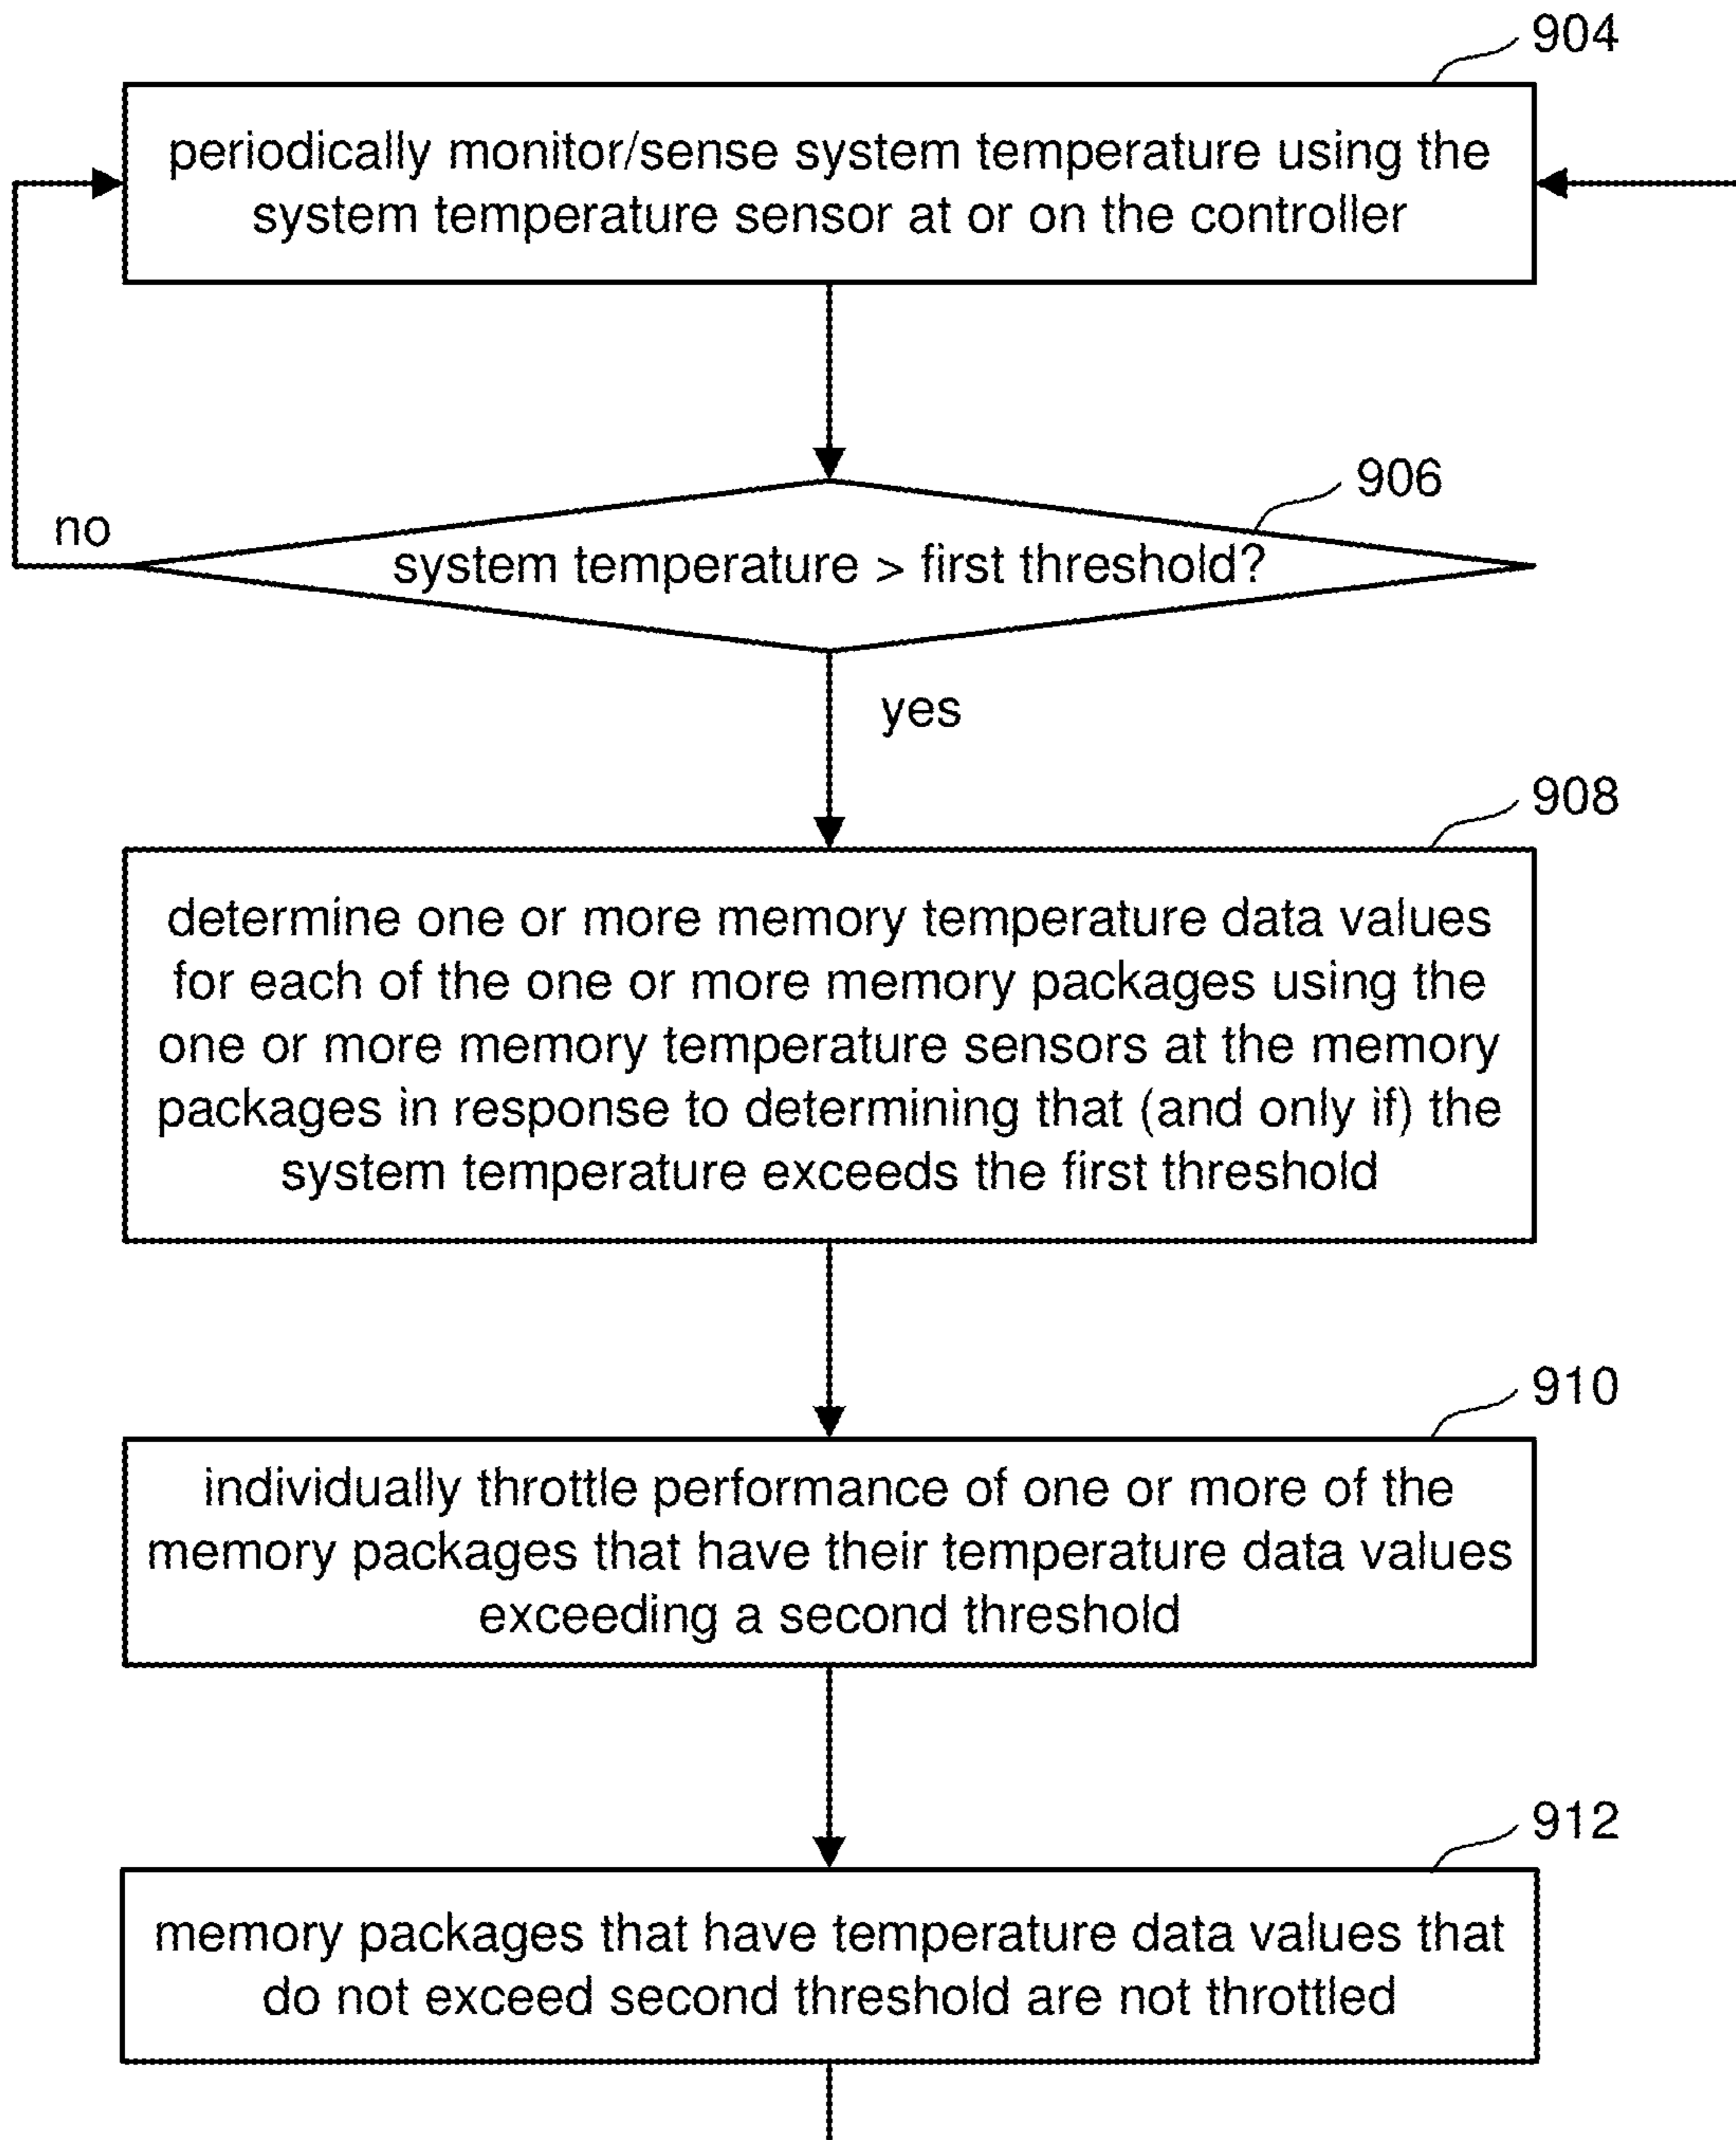 904
periodically monitor/sense system temperature using the
system temperature sensor at or on the controller
906
no
system temperature > first threshold?
yes
908
determine one or more memory temperature data values
for each of the one or more memory packages using the
one or more memory temperature sensors at the memory
packages in response to determining that (and only if) the
system temperature exceeds the first threshold
910
individually throttle performance of one or more of the
memory packages that have their temperature data values
exceeding a second threshold
912
memory packages that have temperature data values that
do not exceed second threshold are not throttled